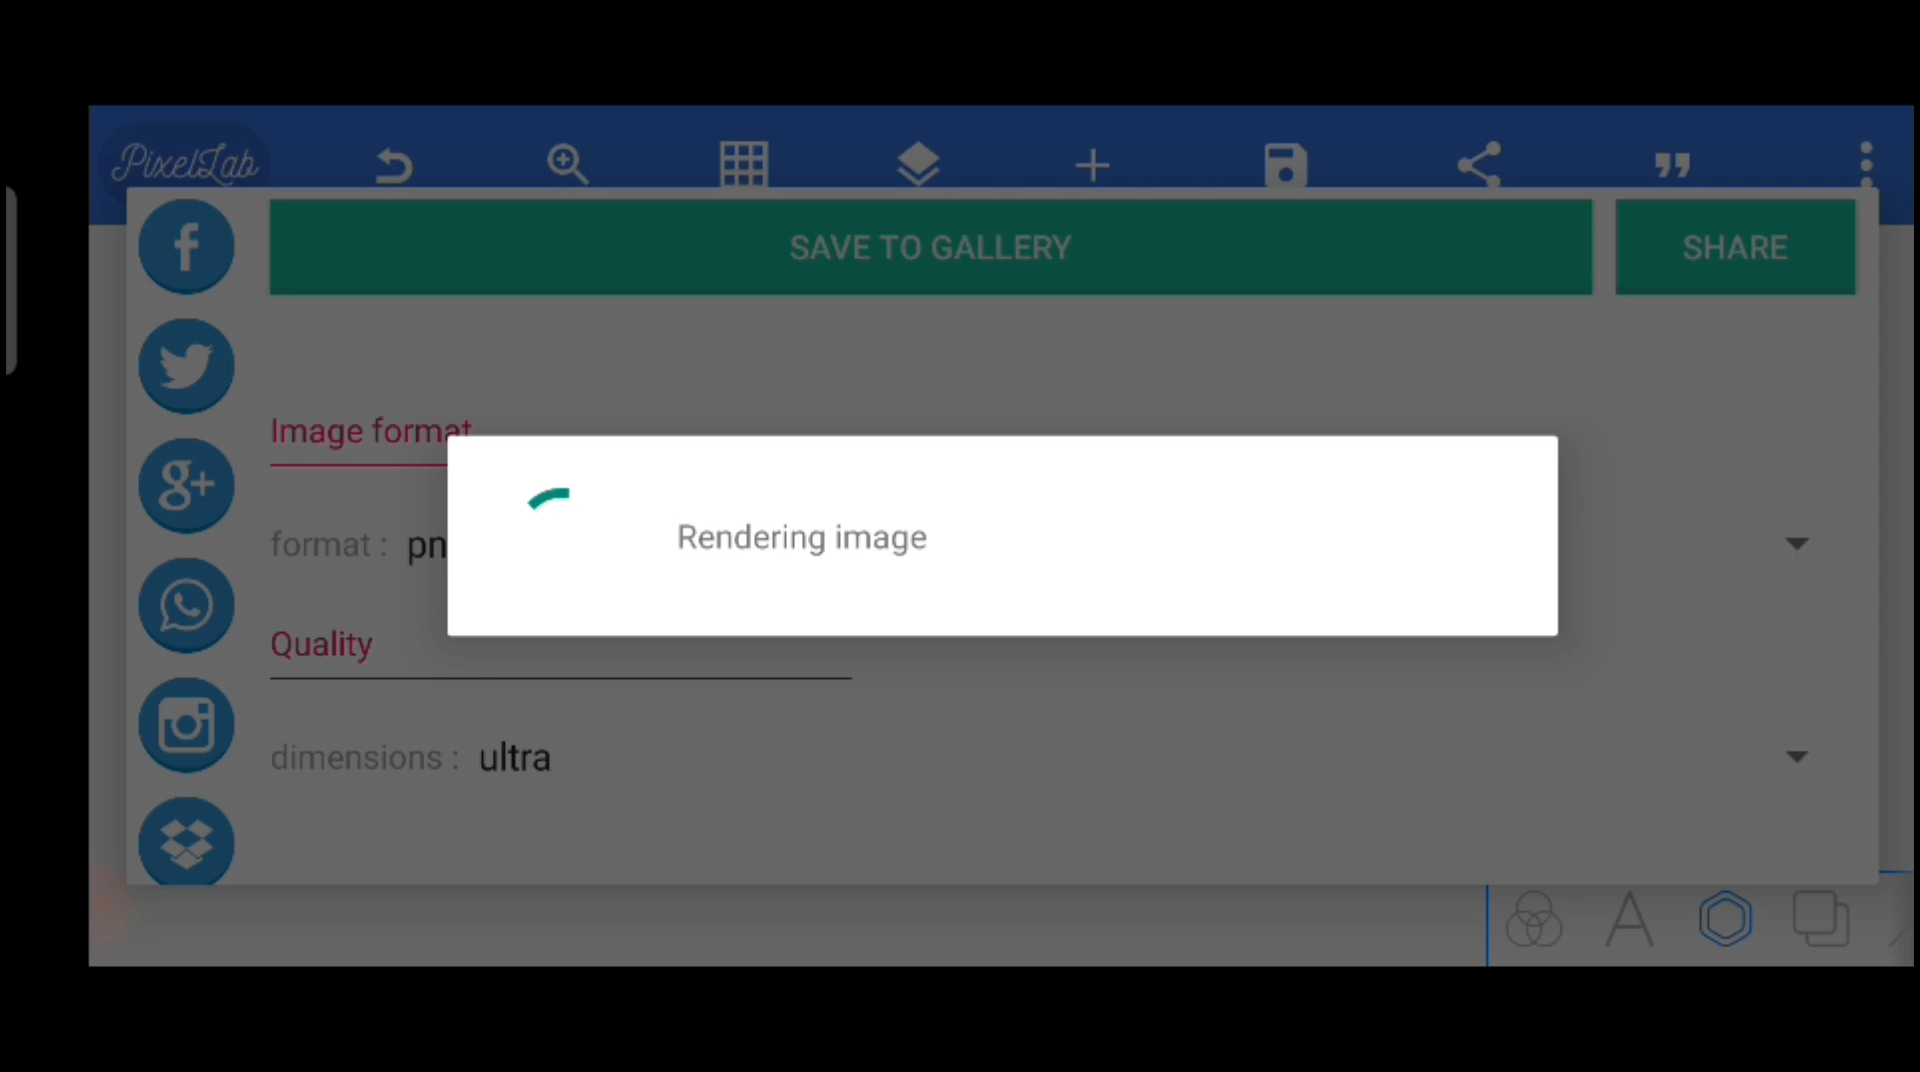 PixelLab
SAVE TO GALLERY
SHARE
Image format
format : pn
Rendering image
Quality
dimensions : ultra